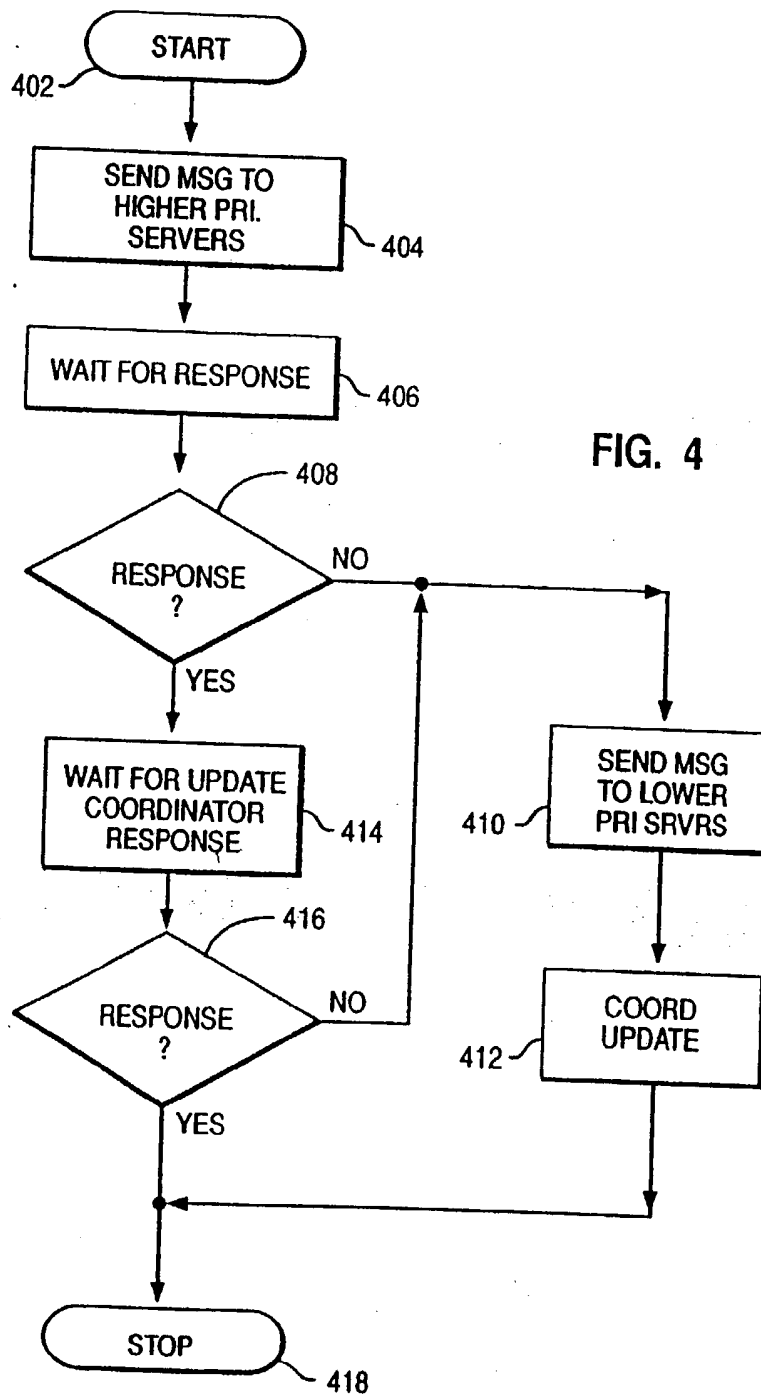 START
402
SEND MSG TO
HIGHER PRI.
SERVERS
404
WAIT FOR RESPONSE
406
FIG. 4
408
RESPONSE
?
NO
YES
WAIT FOR UPDATE
COORDINATOR
RESPONSE
414
SEND MSG
TO LOWER
PRI SRVRS
410
416
RESPONSE
?
NO
YES
COORD
UPDATE
412
STOP
418